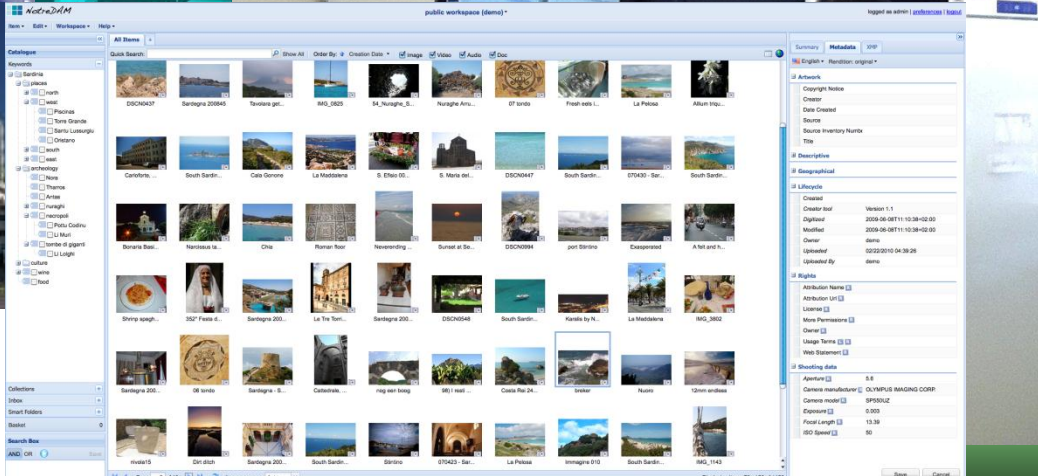 NotreDAM
public workspace (demo)
logged as admin | preferences | logout
Item Edit Workspace Help
Catalogue
Keywords
Sardinia
places
north
west
Piscinas
Torre Grande
Santu Lussurgiu
Oristano
south
east
archeology
Nora
Tharros
Antas
nuraghi
necropoli
Pottu Codinu
Li Muri
tombe di giganti
Li Lolghi
culture
wine
food
Collections
Inbox
Smart Folders
Basket 0
Search Box
AND OR Save
All Items
Quick Search: Show All Order By: Creation Date Image Video Audio Doc
DSCN0437 Sardegna 200845 Tavolara gei... IMG_0825 54_Nuraghe_S... Nuraghe Arru... 07 tondo Fresh eels i... La Pelosa Allium triqu...
Carloforte, ... South Sardin... Cala Gonone La Maddalena S. Efisio 00... S. Maria del... DSCN0447 South Sardin... 070430 - Sar... South Sardin...
Bonaria Basi... Narcissus ta... Chia Roman floor Neverending ... Sunset at Se... DSCN0994 port Stintino Exasperated A felt and h...
Shrimp spagh... 352° Festa d... Sardegna 200... Le Tre Torri... Sardegna 200... DSCN0548 South Sardin... Karalis by N... La Maddalena IMG_3602
Sardegna 200... 06 tondo Sardegna - S... Cattedrale, ... nog een boog 98) I resti ... Costa Rei 24... breker Nuoro 12mm endless
nivola15 Dirt ditch Sardegna 200... South Sardin... Stintino 070423 - Sar... La Pelosa Immagine 010 South Sardin... IMG_1143
Summary Metadata XMP
English Rendition: original
Artwork
Copyright Notice
Creator
Date Created
Source
Source Inventory Numbe
Title
Descriptive
Geographical
Lifecycle
Created
Creator tool Version 1.1
Digitized 2009-06-08T11:10:38+02:00
Modified 2009-06-08T11:10:38+02:00
Owner demo
Uploaded 02/22/2010 04:39:26
Uploaded By demo
Rights
Attribution Name
Attribution Url
License
More Permissions
Owner
Usage Terms
Web Statement
Shooting data
Aperture 5.6
Camera manufacturer OLYMPUS IMAGING CORP.
Camera model SP550UZ
Exposure 0.003
Focal Length 13.39
ISO Speed 50
Save Cancel